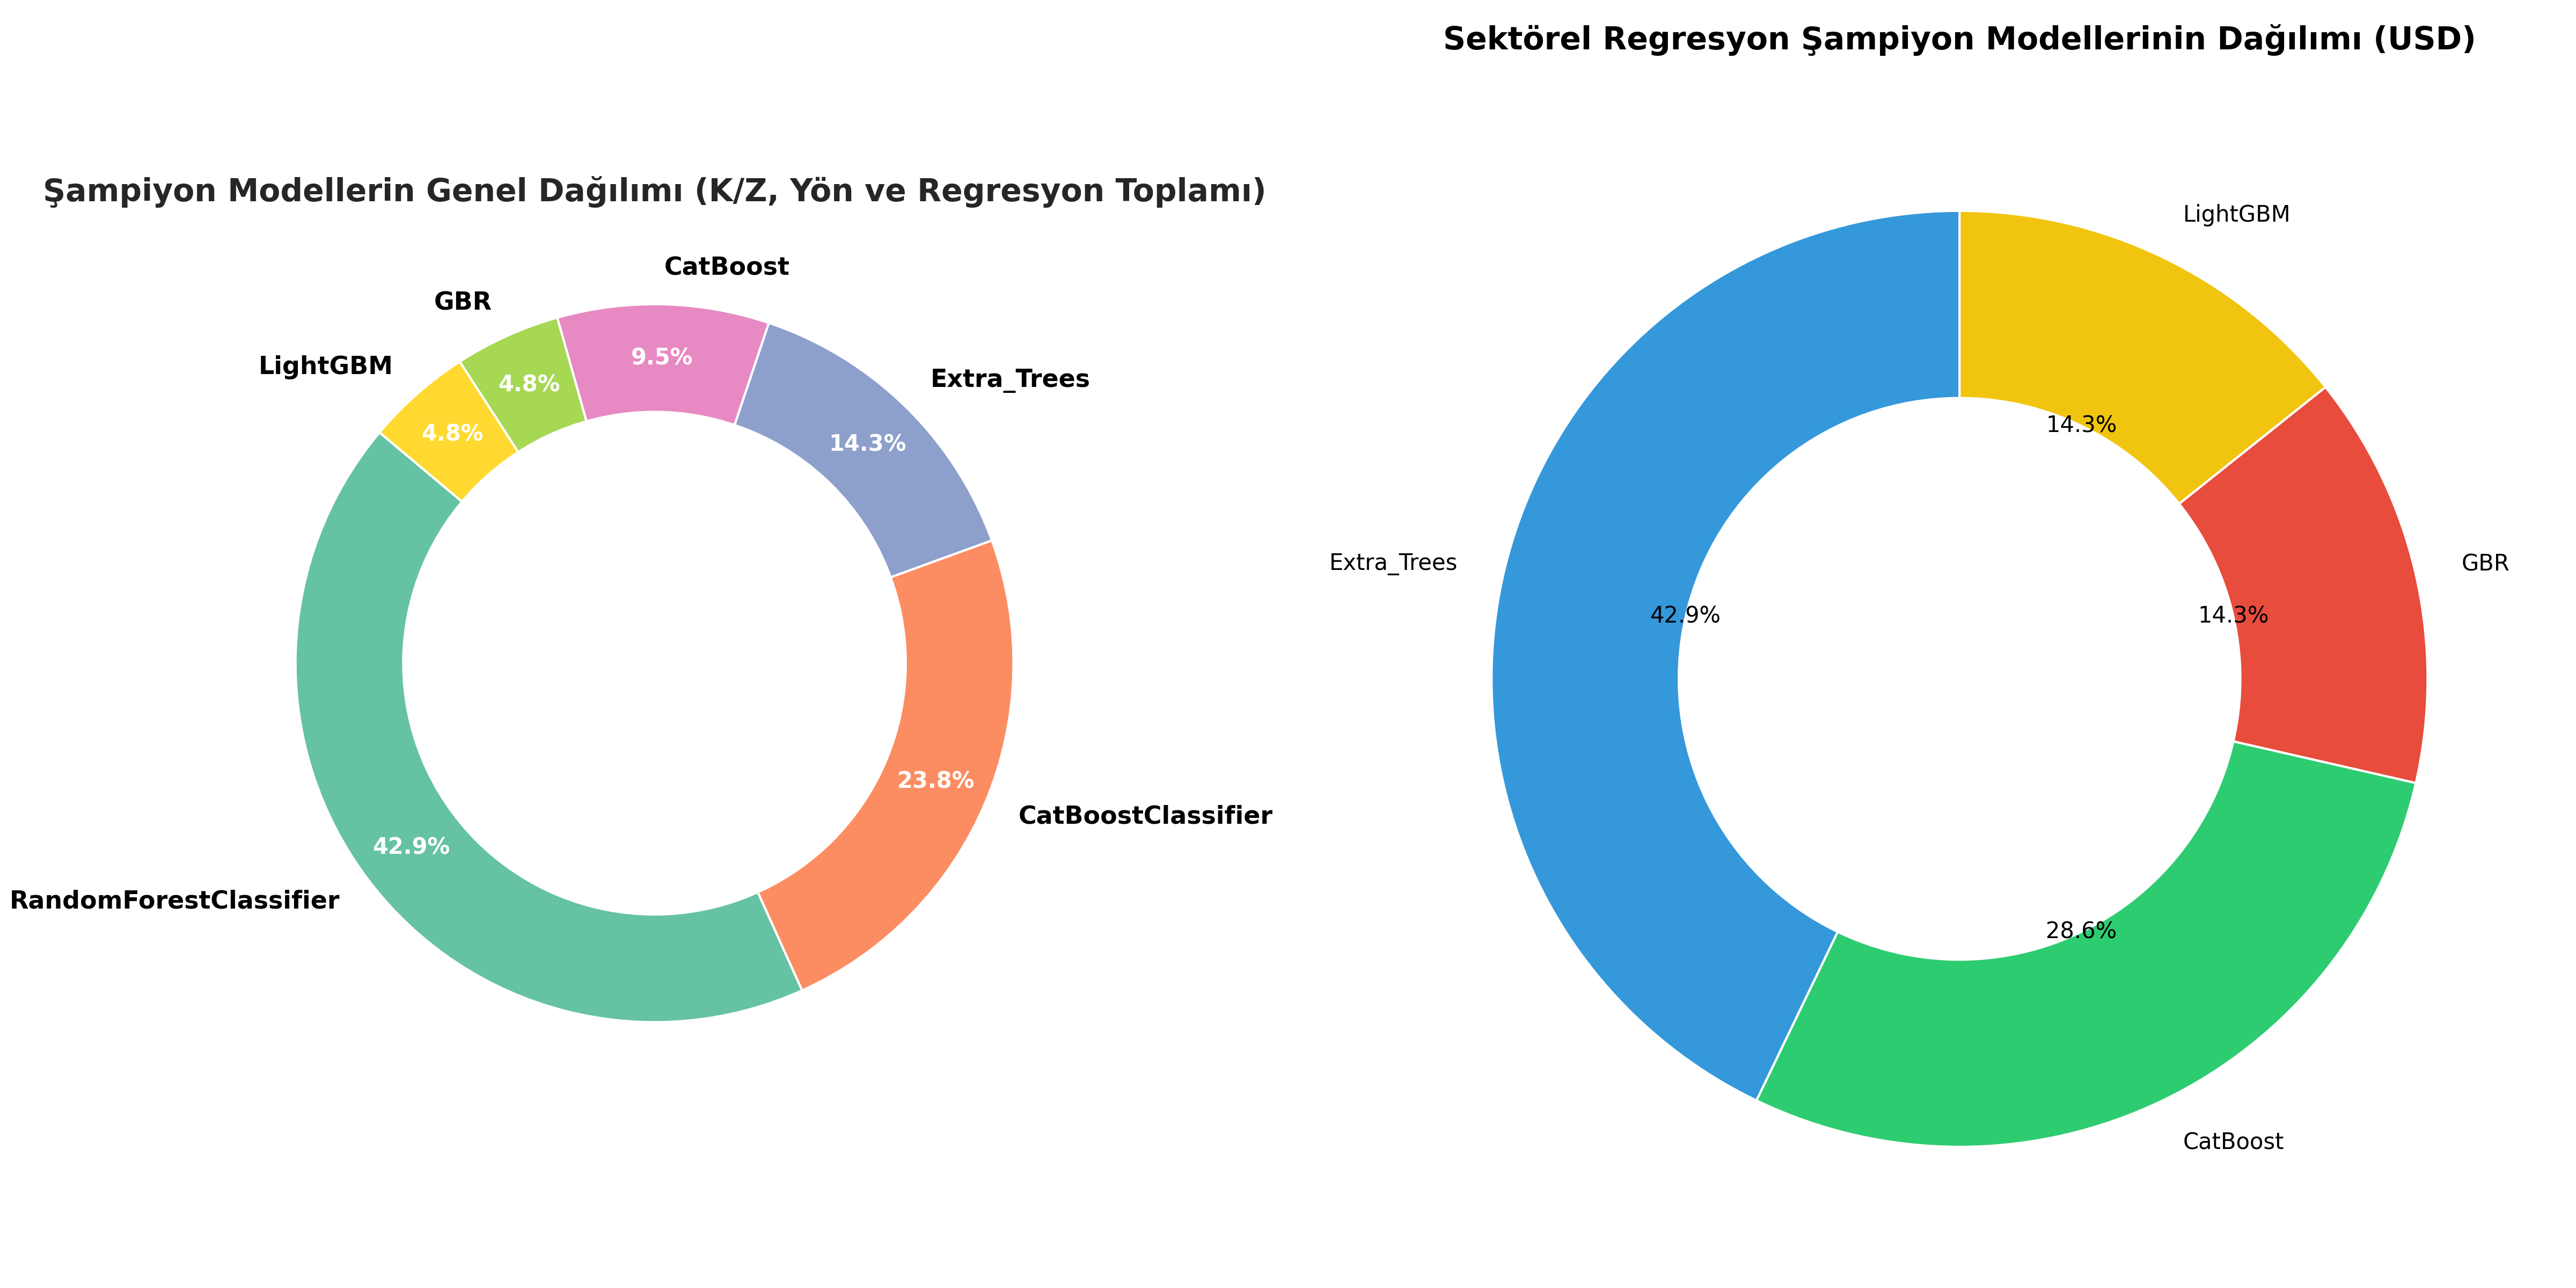 Şampiyon Modellerin Genel Dağılımı (K/Z, Yön ve Regresyon Toplamı)
CatBoost
GBR
LightGBM
Extra_Trees
CatBoostClassifier
RandomForestClassifier
9.5%
4.8%
4.8%
14.3%
23.8%
42.9%
Sektörel Regresyon Şampiyon Modellerinin Dağılımı (USD)
LightGBM
14.3%
Extra_Trees
42.9%
14.3%
GBR
28.6%
CatBoost